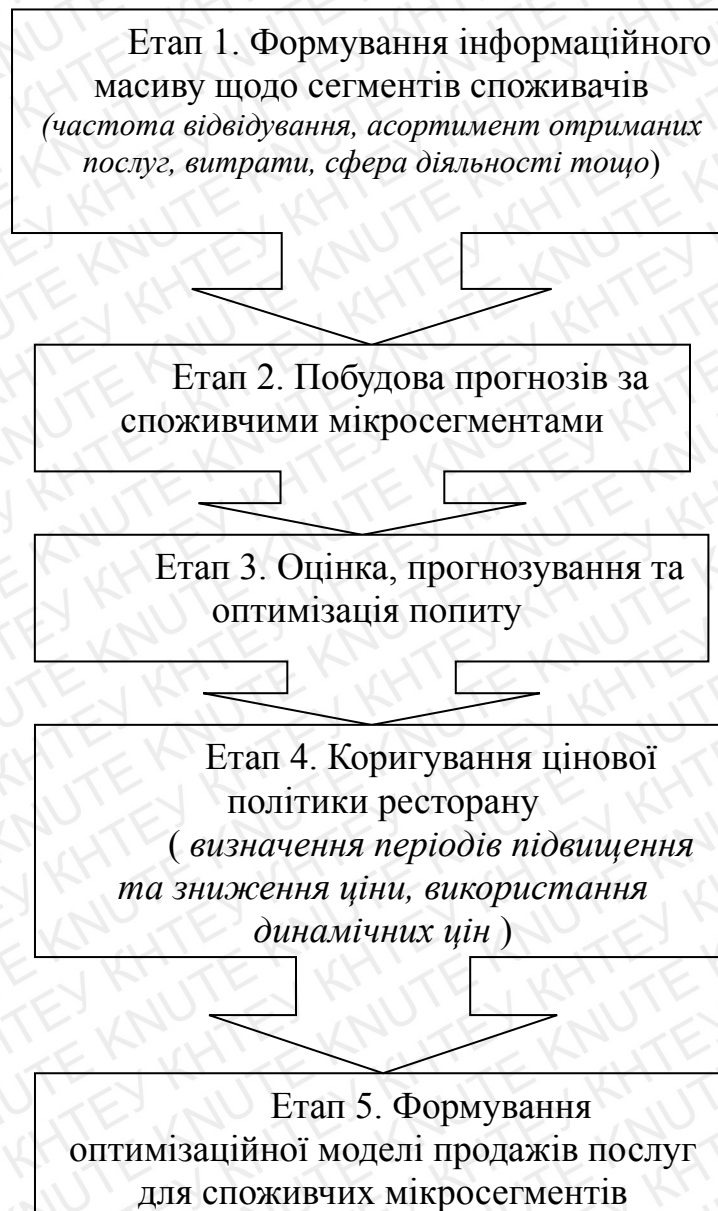 Етап 1. Формування інформаційного
масиву щодо сегментів споживачів
(частота відвідування, асортимент отриманих
послуг, витрати, сфера діяльності тощо)
Етап 2. Побудова прогнозів за
споживчими мікросегментами
Етап 3. Оцінка, прогнозування та
оптимізація попиту
Етап 4. Коригування цінової
політики ресторану
( визначення періодів підвищення
та зниження ціни, використання
динамічних цін )
Етап 5. Формування
оптимізаційної моделі продажів послуг
для споживчих мікросегментів